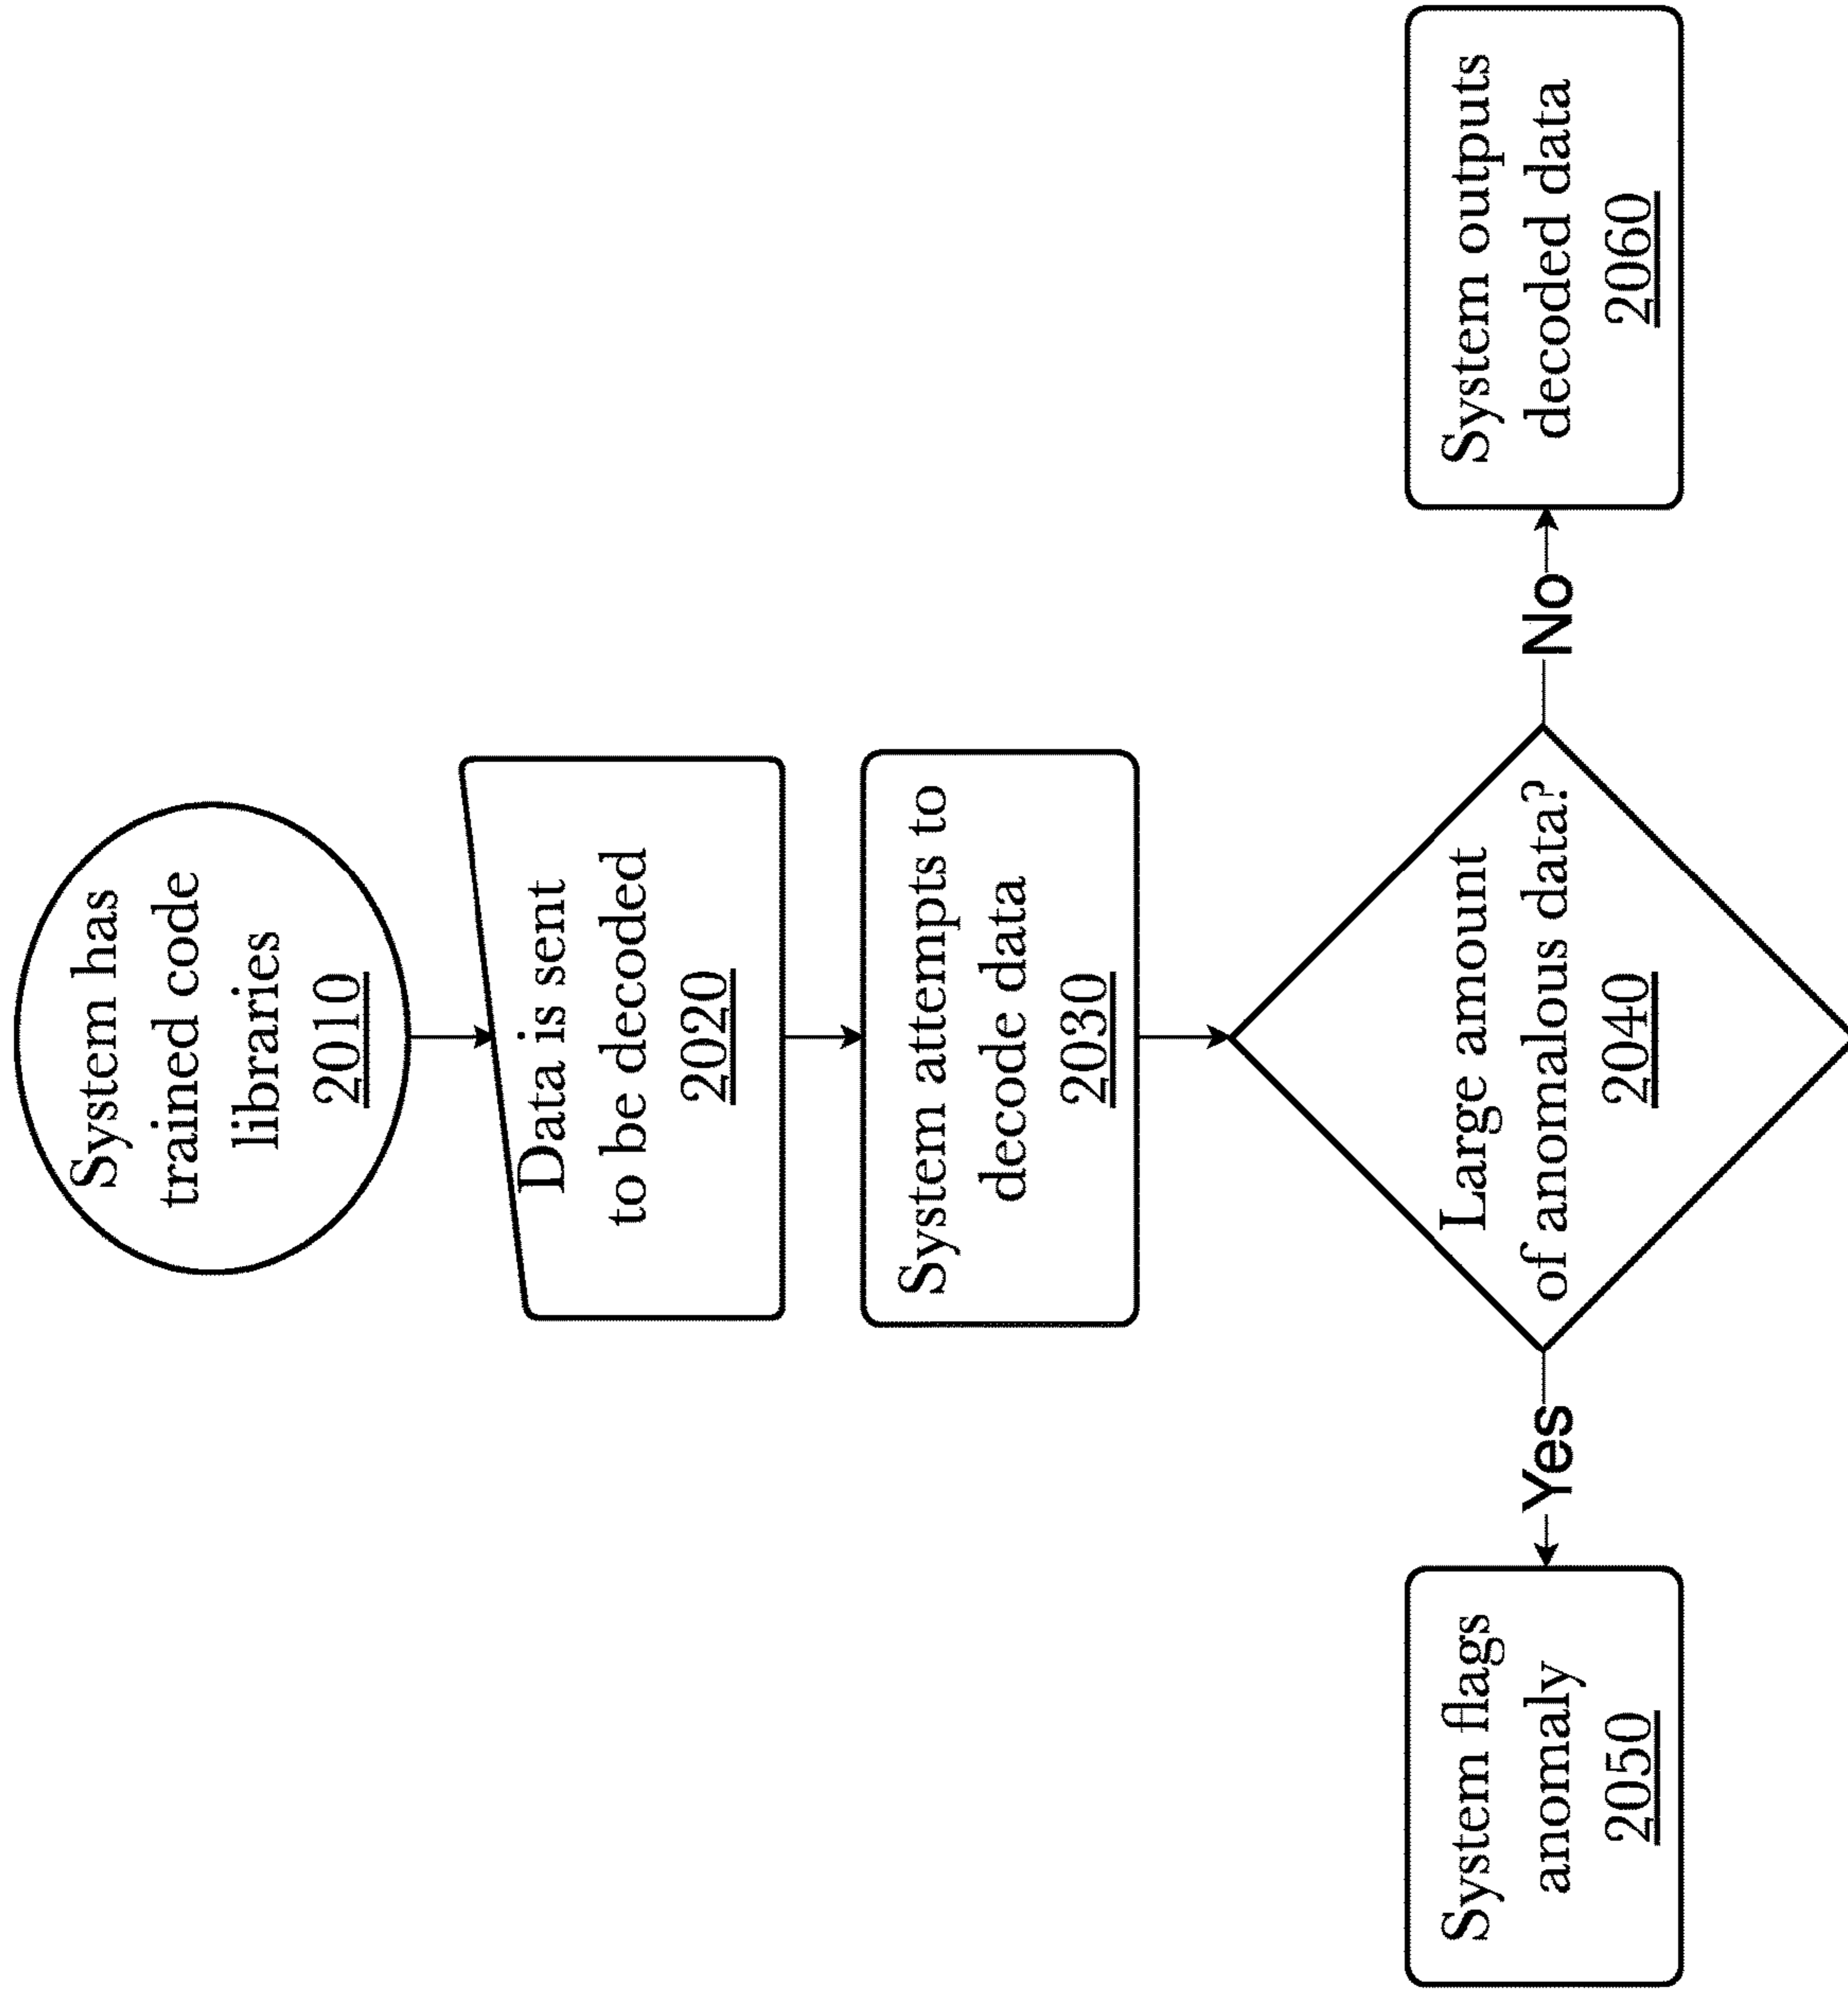 System has
trained code
libraries
2010
Data is sent
to be decoded
2020
System attempts to
decode data
2030
Large amount
of anomalous data?
2040
Yes
No
System flags
anomaly
2050
System outputs
decoded data
2060